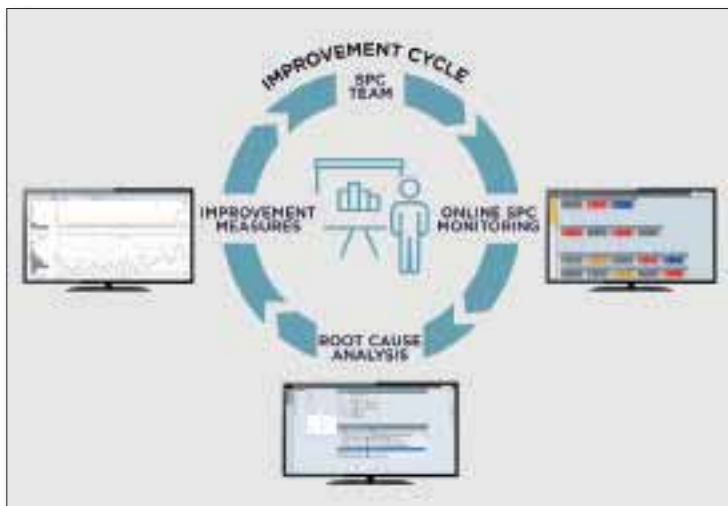 IMPROVEMENT CYCLE
SPC
TEAM
IMPROVEMENT
MEASURES
ONLINE SPC
MONITORING
ROOT CAUSE
ANALYSIS